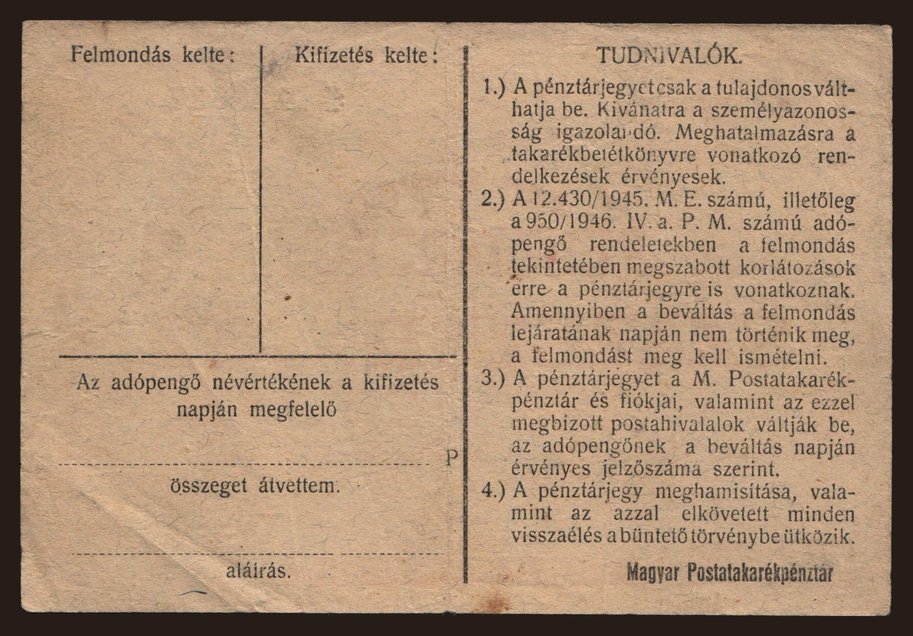 Felmondás kelte:
Kifizetés kelte:
Az adópengő névértékének a kifizetés
napján megfelelő
P
összeget átvettem.
aláírás.
TUDNIVALÓK.
1.) A pénztárjegyet csak a tulajdonos vált-
hatja be. Kivánatra a személyazonos-
ság igazolandó. Meghatalmazásra a
takarékbetétkönyvre vonatkozó ren-
delkezések érvényesek.
2.) A 12.430/1945. M. E. számú, illetőleg
a 950/1946. IV. a. P. M. számú adó-
pengő rendeletekben a felmondás
tekintetében megszabott korlátozások
erre a pénztárjegyre is vonatkoznak.
Amennyiben a beváltás a felmondás
lejáratának napján nem történik meg,
a felmondást meg kell ismételni.
3.) A pénztárjegyet a M. Postatakarék-
pénztár és fiókjai, valamint az ezzel
megbizott postahivalalok váltják be,
az adópengőnek a beváltás napján
érvényes jelzőszáma szerint.
4.) A pénztárjegy meghamisítása, vala-
mint az azzal elkövetett minden
visszaélés a büntető törvénybe ütközik.
Magyar Postatakarékpénztár